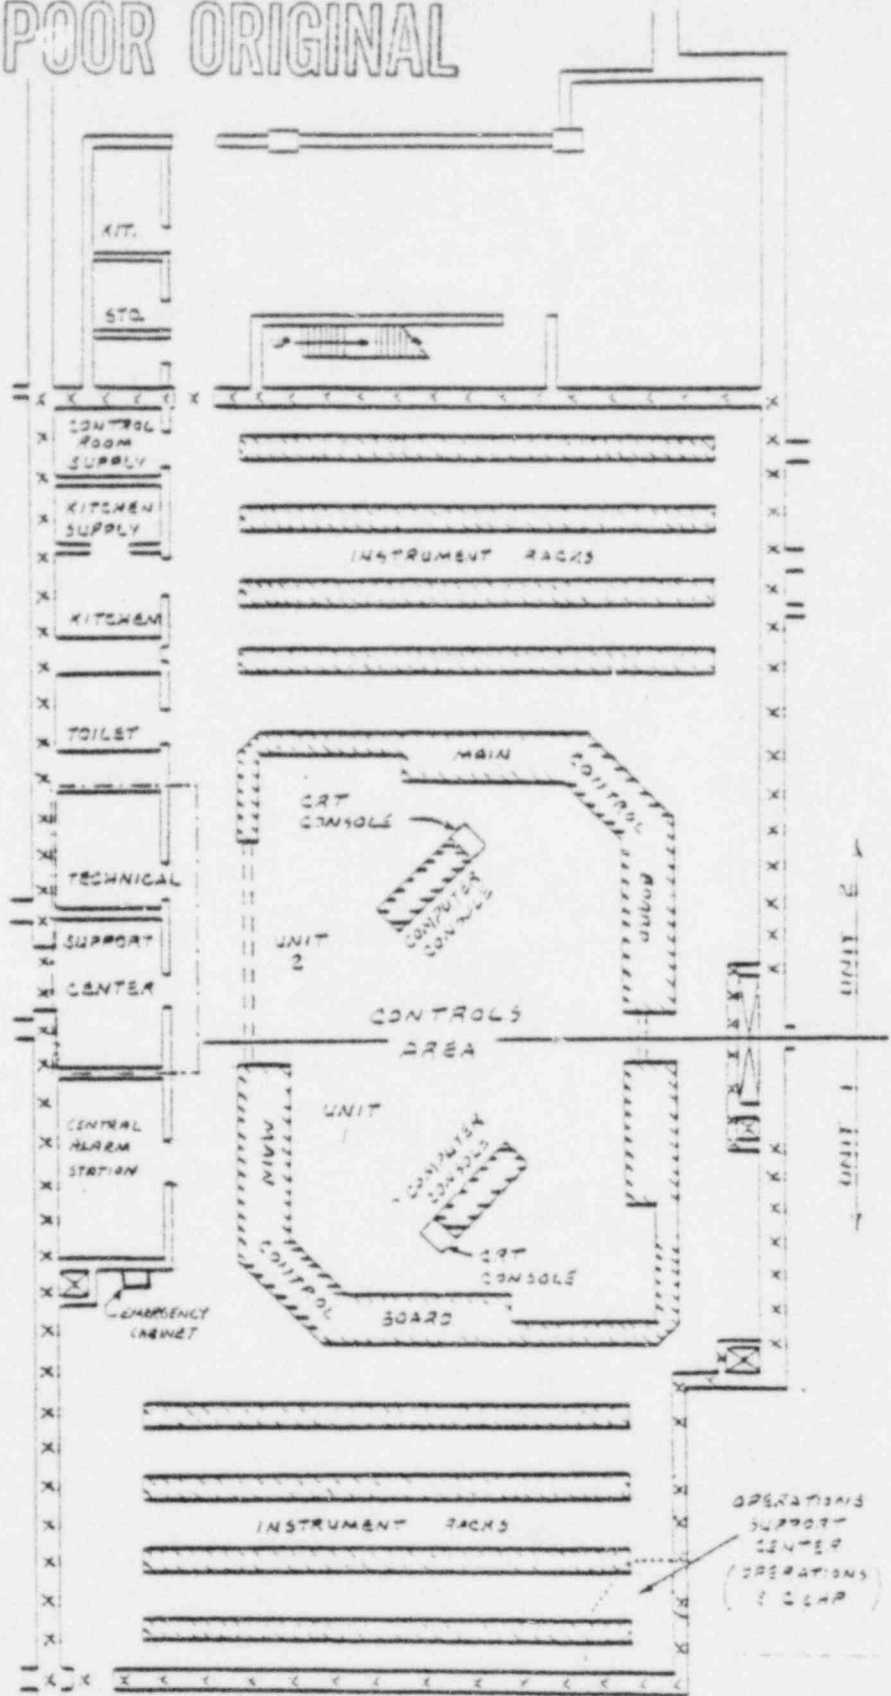 POOR ORIGINAL
KIT.
STO.
CONTROL
ROOM
SUPPLY
KITCHEN
SUPPLY
INSTRUMENT RACKS
KITCHEN
TOILET
MAIN
CONTROL
BOARD
CRT
CONSOLE
COMPUTER
CONSOLE
TECHNICAL
SUPPORT
CENTER
UNIT
2
UNIT 2
CONTROLS
AREA
UNIT
1
UNIT 1
CENTRAL
ALARM
STATION
MAIN
CONTROL
BOARD
COMPUTER
CONSOLE
CRT
CONSOLE
EMERGENCY
CABINET
INSTRUMENT RACKS
OPERATIONS
SUPPORT
CENTER
(OPERATIONS